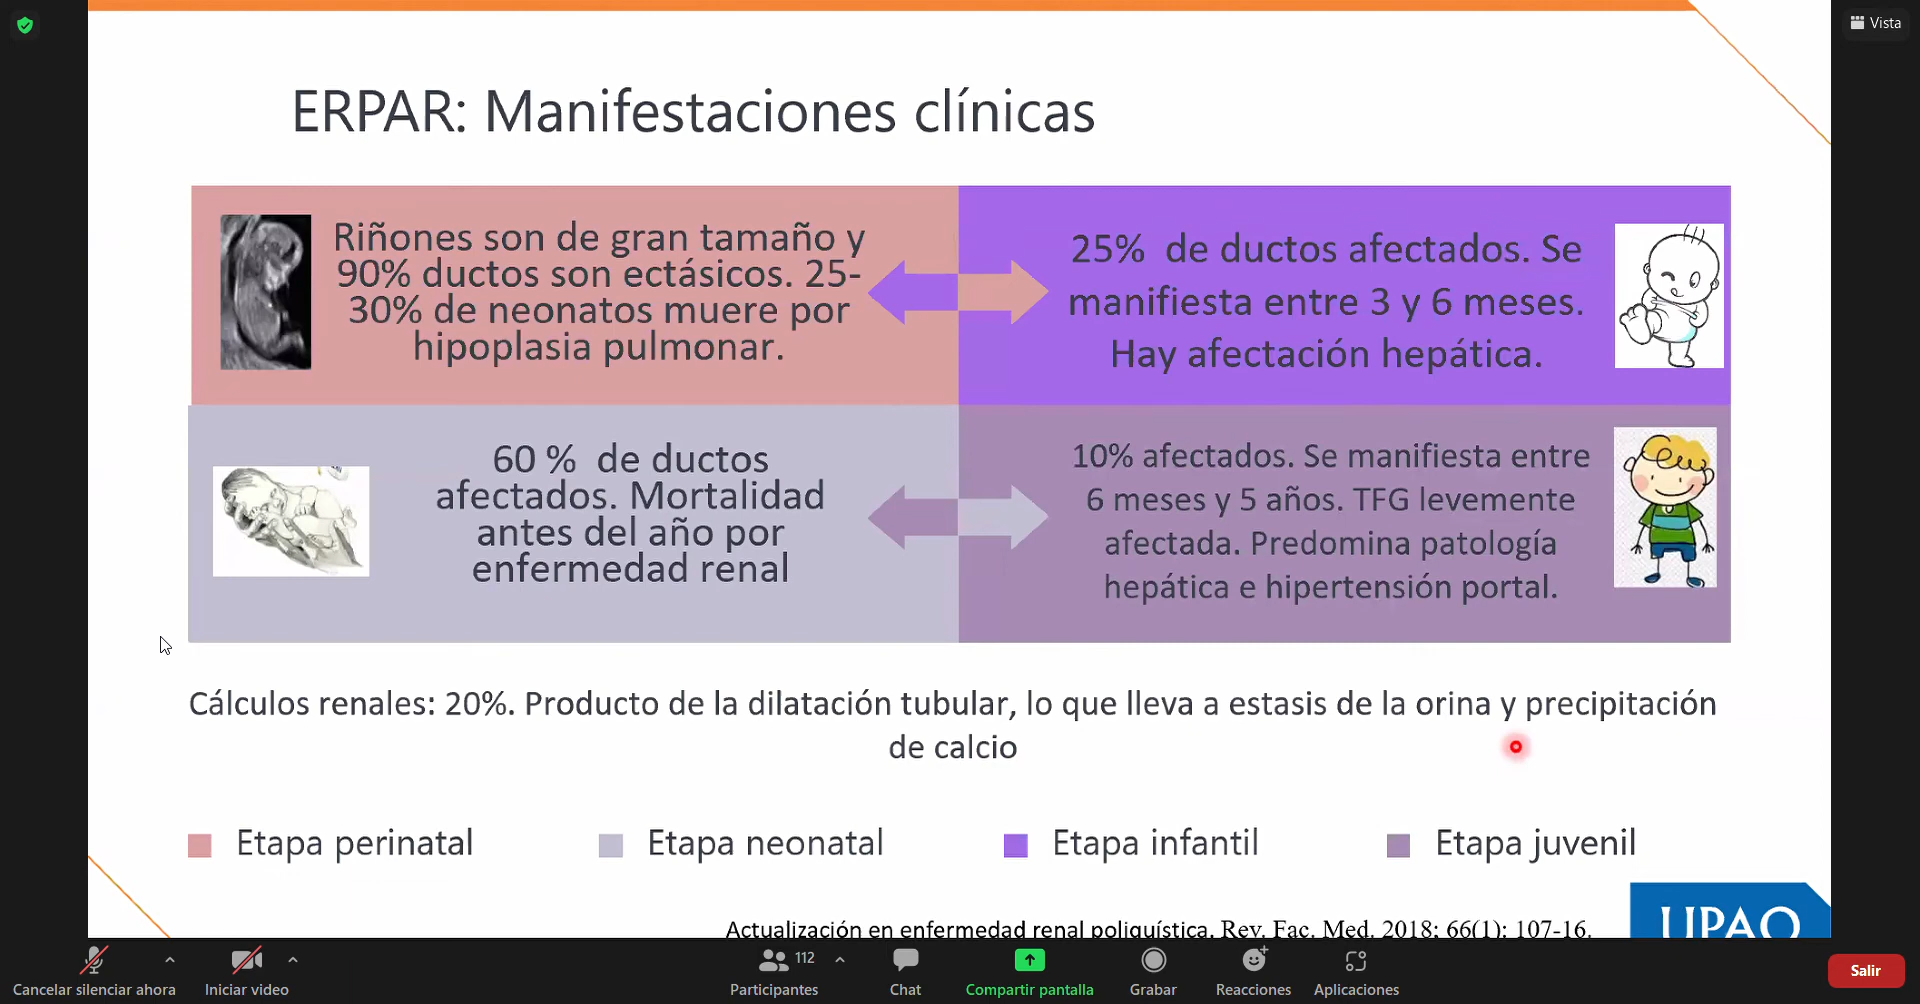 Vista
ERPAR: Manifestaciones clínicas
Riñones son de gran tamaño y
90% ductos son ectásicos. 25-
30% de neonatos muere por
hipoplasia pulmonar.
25% de ductos afectados. Se
manifiesta entre 3 y 6 meses.
Hay afectación hepática.
60 % de ductos
afectados. Mortalidad
antes del año por
enfermedad renal
10% afectados. Se manifiesta entre
6 meses y 5 años. TFG levemente
afectada. Predomina patología
hepática e hipertensión portal.
Cálculos renales: 20%. Producto de la dilatación tubular, lo que lleva a estasis de la orina y precipitación
de calcio
Etapa perinatal
Etapa neonatal
Etapa infantil
Etapa juvenil
Actualización en enfermedad renal poliquística. Rev. Fac. Med. 2018; 66(1): 107-16.
UPAO
Cancelar silenciar ahora
Iniciar video
112
Participantes
Chat
Compartir pantalla
Grabar
Reacciones
Aplicaciones
Salir